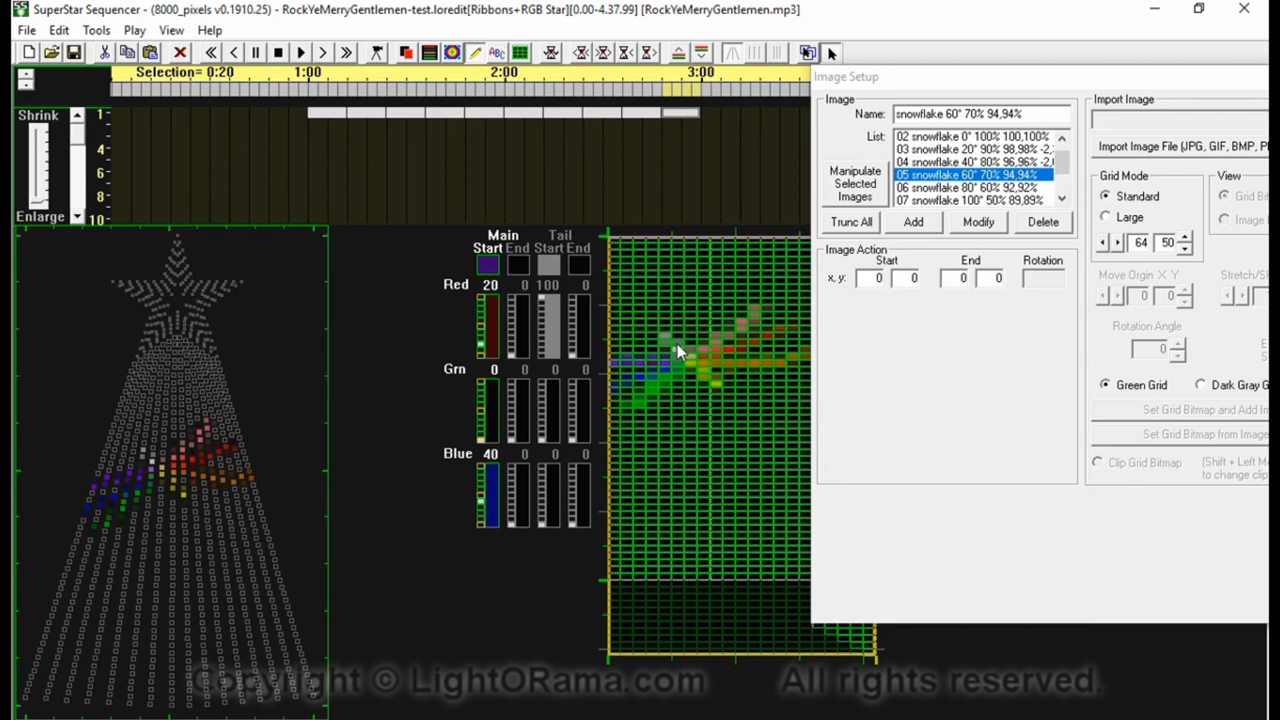 SuperStar Sequencer - (8000_pixels v0.1910.25) - RockYeMerryGentlemen-test.loredit[Ribbons+RGB Star][0.00-4.37.99] [RockYeMerryGentlemen.mp3]
File Edit Tools Play View Help
Abc
Selection= 0:20 1:00 2:00 3:00
Image Setup
Shrink
Enlarge
1
4
6
8
10
Image
Name: snowflake 60° 70% 94,94%
List:
02 snowflake 0° 100% 100,100%
03 snowflake 20° 90% 98,98% -2,
04 snowflake 40° 80% 96,96% -2,
05 snowflake 60° 70% 94,94%
06 snowflake 80° 60% 92,92%
07 snowflake 100° 50% 89,89%
Manipulate
Selected
Images
Trunc All Add Modify Delete
Image Action
Start End Rotation
x, y: 0 0 0 0
Import Image
Import Image File (JPG, GIF, BMP,
Grid Mode
Standard
Large
64 50
View
Grid
Image
Move Orgin X Y
0 0
Stretch/
Rotation Angle
0
Green Grid Dark Gray
Set Grid Bitmap and Add
Set Grid Bitmap from Image
Clip Grid Bitmap (Shift + Left
to change
Main Tail
Start End Start End
Red 20 0 100 0
Grn 0 0 0 0
Blue 40 0 0 0
Copyright © LightORama.com All rights reserved.